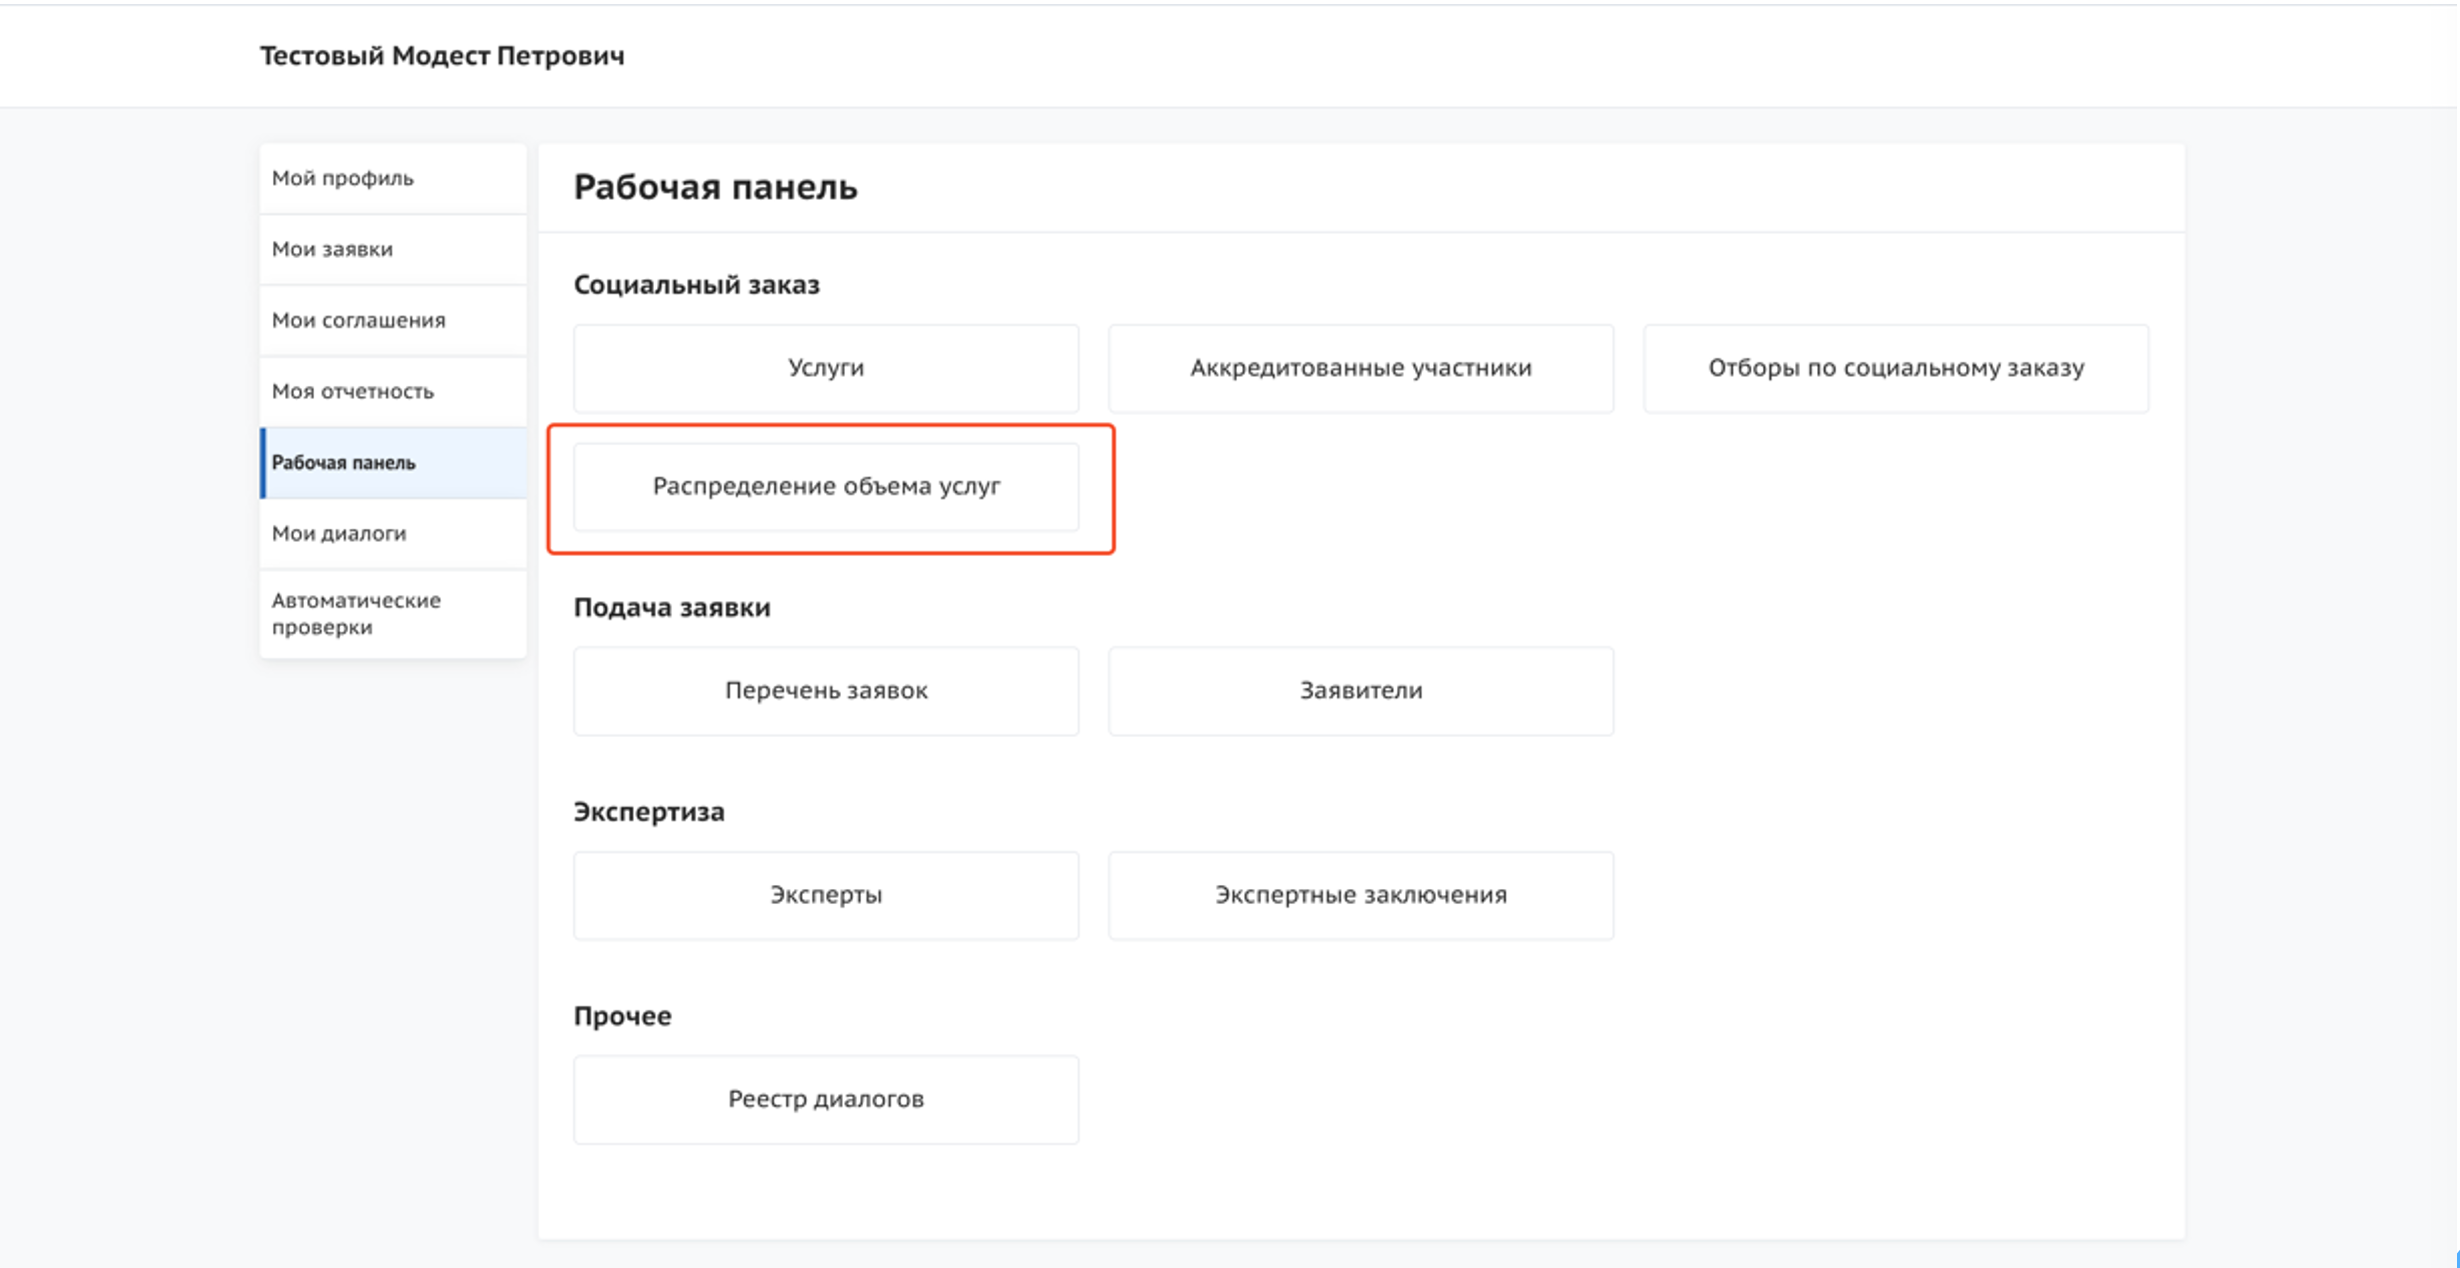 Тестовый Модест Петрович
Мой профиль
Мои заявки
Мои соглашения
Моя отчетность
Рабочая панель
Мои диалоги
Автоматические
проверки
Рабочая панель
Социальный заказ
Услуги
Аккредитованные участники
Отборы по социальному заказу
Распределение объема услуг
Подача заявки
Перечень заявок
Заявители
Экспертиза
Эксперты
Экспертные заключения
Прочее
Реестр диалогов